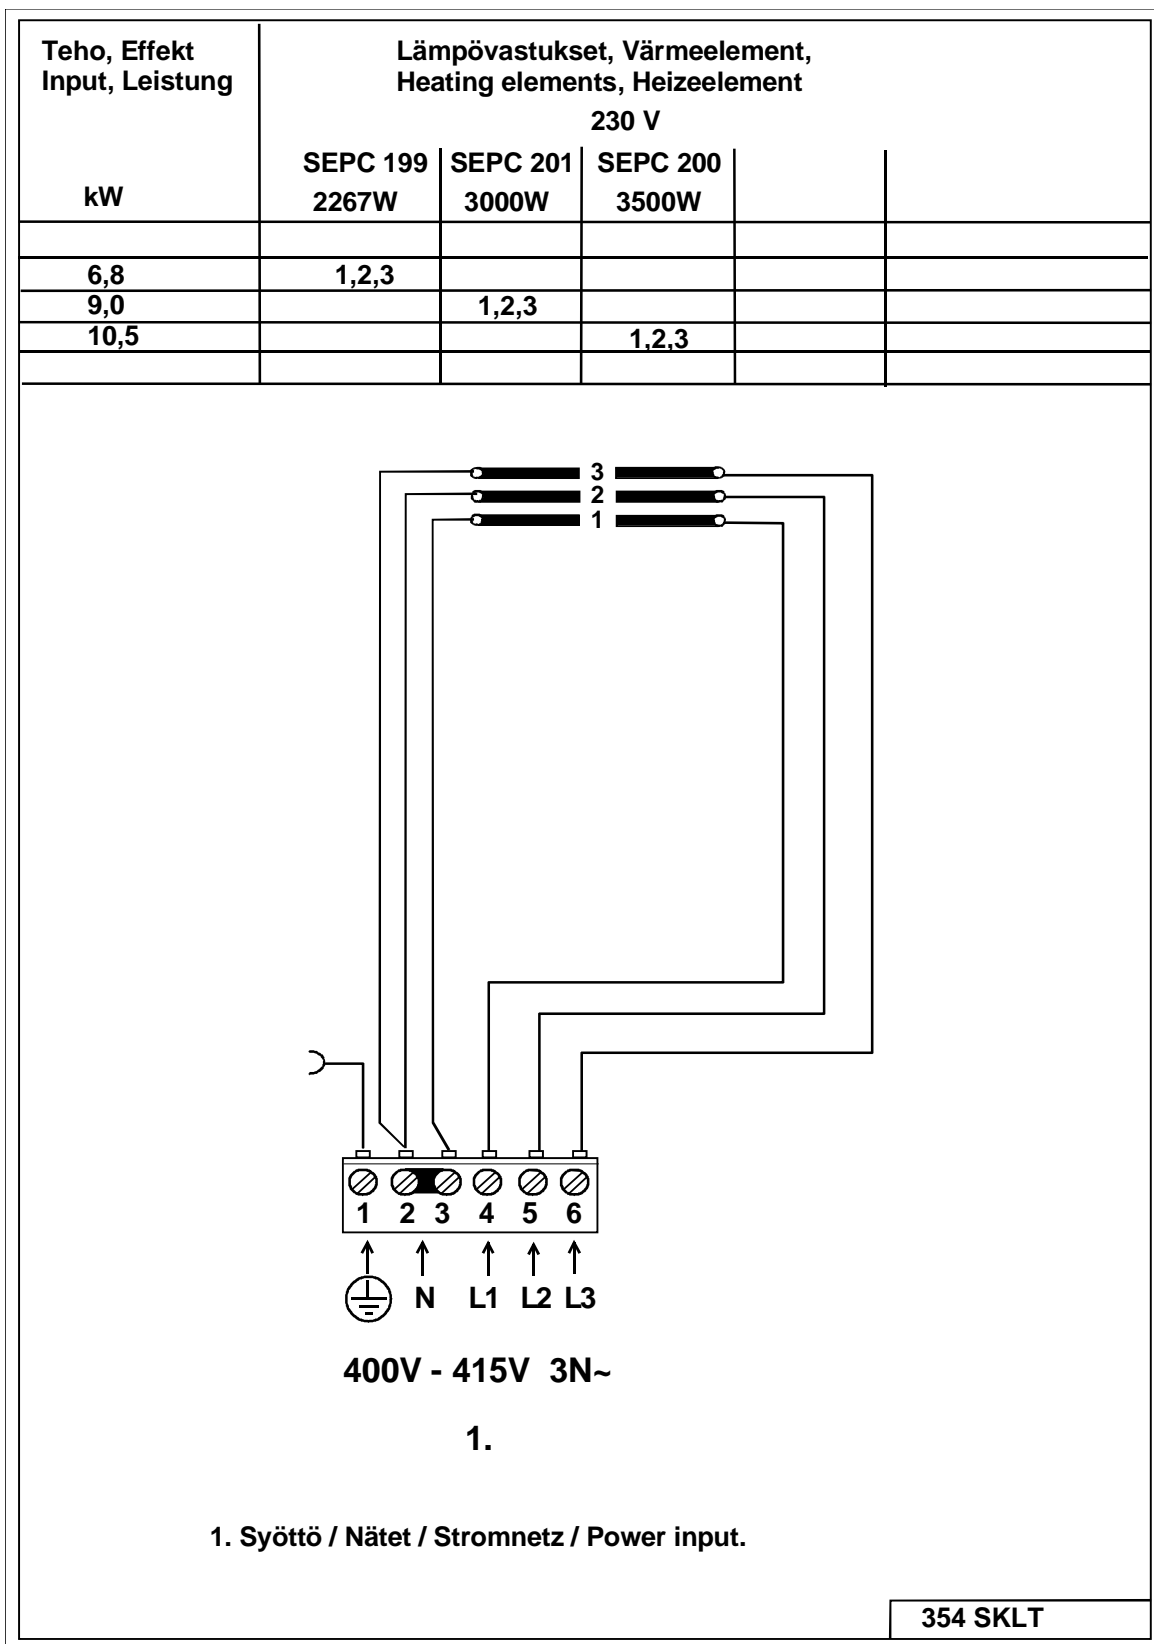 Teho, Effekt
Input, Leistung
Lämpövastukset, Värmeelement,
Heating elements, Heizeelement
230 V
kW
SEPC 199 SEPC 201 SEPC 200
2267W 3000W 3500W
6,8 1,2,3
9,0 1,2,3
10,5 1,2,3
3
2
1
1 2 3 4 5 6
N L1 L2 L3
400V - 415V 3N~
1.
1. Syöttö / Nätet / Stromnetz / Power input.
354 SKLT